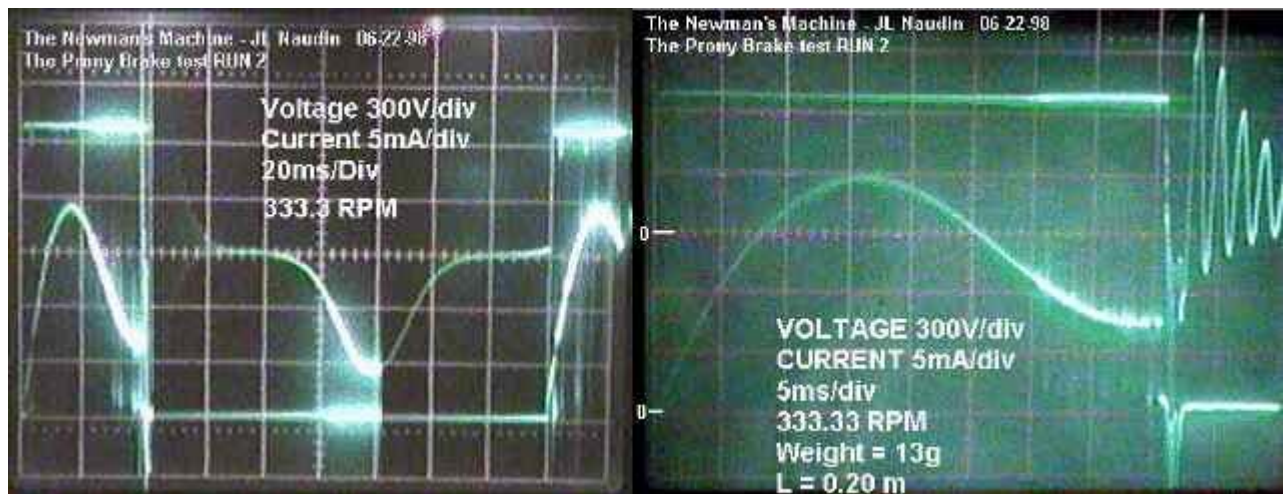 The Newman's Machine - JL Naudin 06-22-98
The Prony Brake test RUN 2
Voltage 300V/div
Current 5mA/div
20ms/Div
333.3 RPM
The Newman's Machine - JL Naudin 06-22-98
The Prony Brake test RUN 2
0
VOLTAGE 300V/div
CURRENT 5mA/div
5ms/div
0
333.33 RPM
Weight = 13g
L = 0.20 m